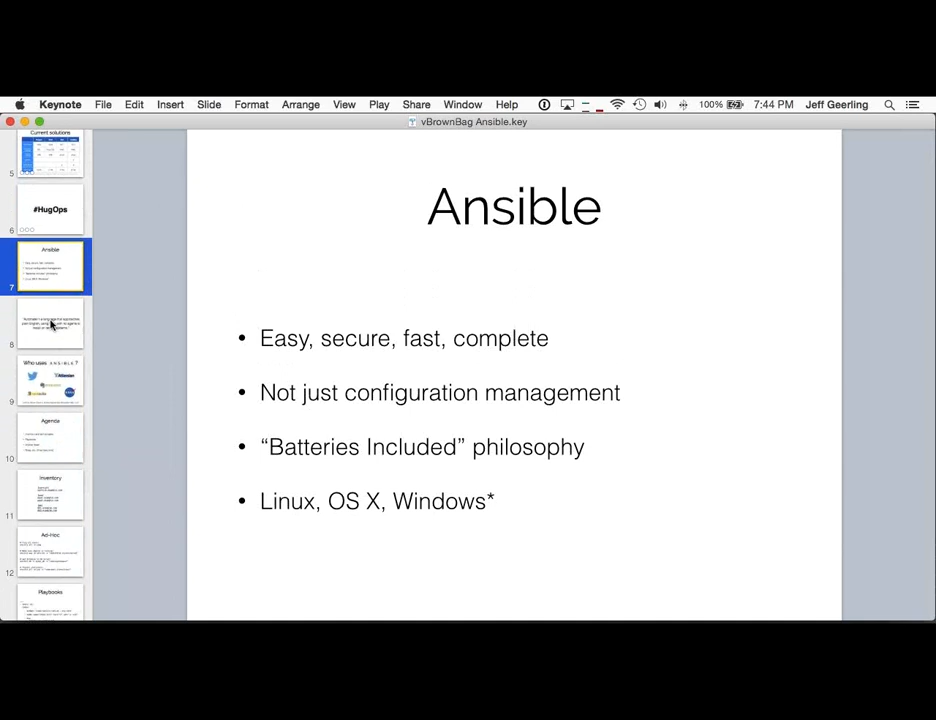 Keynote File Edit Insert Slide Format Arrange View Play Share Window Help 100% 7:44 PM Jeff Geerling
vBrownBag Ansible.key
Current solutions
5
#HugOps
6
Ansible
7
8
Who uses ANSIBLE?
9
Agenda
10
Inventory
11
Ad-Hoc
12
Playbooks
Ansible
• Easy, secure, fast, complete
• Not just configuration management
• “Batteries Included” philosophy
• Linux, OS X, Windows*